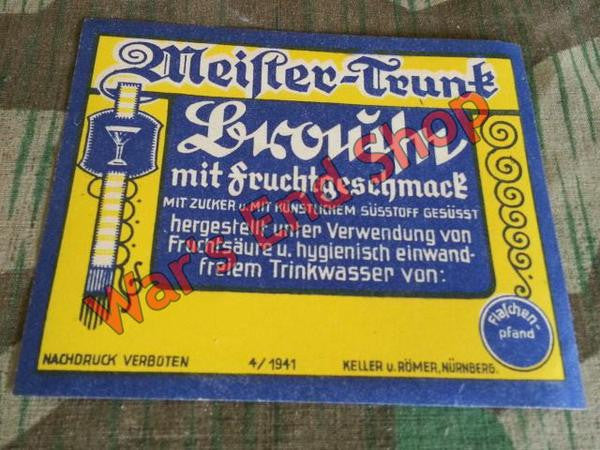 Meister-Trunk
Brause
mit Fruchtgeschmack
MIT ZUCKER U. MIT KÜNSTLICHEM SÜSSTOFF GESÜSST
hergestellt unter Verwendung von
Fruchtsäure u. hygienisch einwand-
freiem Trinkwasser von:
Flaschen-
pfand
NACHDRUCK VERBOTEN 4/1941 KELLER U. RÖMER, NÜRNBERG.
War's End Shop